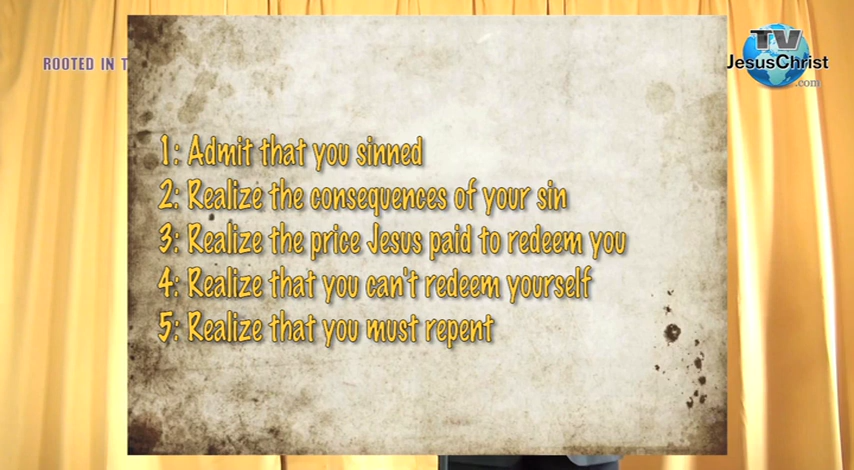 ROOTED IN T
TV
JesusChrist
.com
1: Admit that you sinned
2: Realize the consequences of your sin
3: Realize the price Jesus paid to redeem you
4: Realize that you can't redeem yourself
5: Realize that you must repent